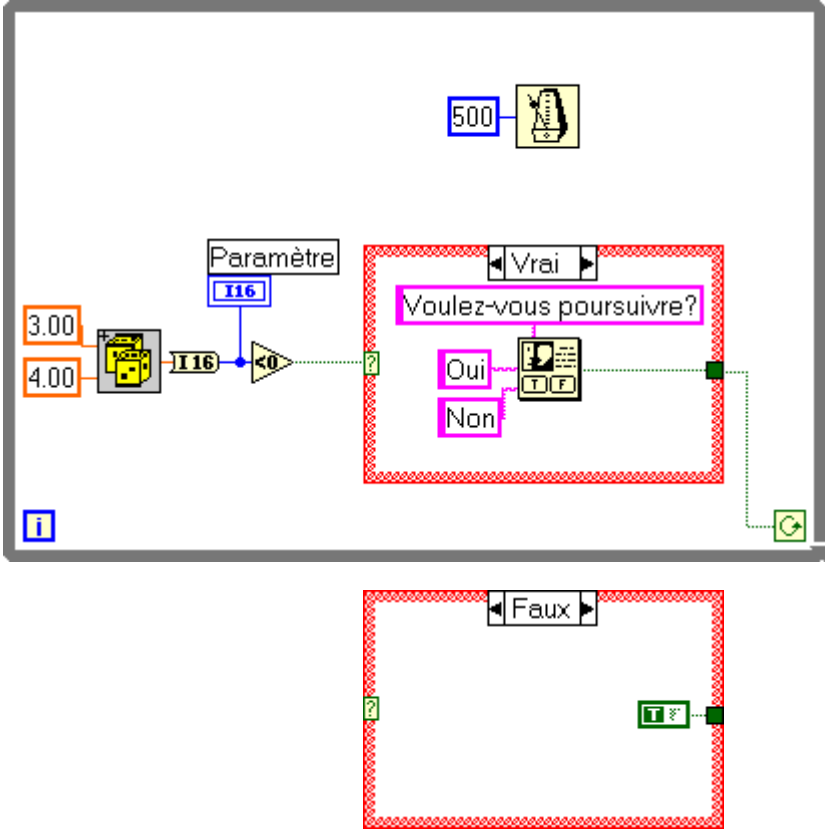 500
Paramètre
I16
Vrai
Voulez-vous poursuivre?
3.00
I16
<0
?
Oui
T F
4.00
Non
i
Faux
?
T F